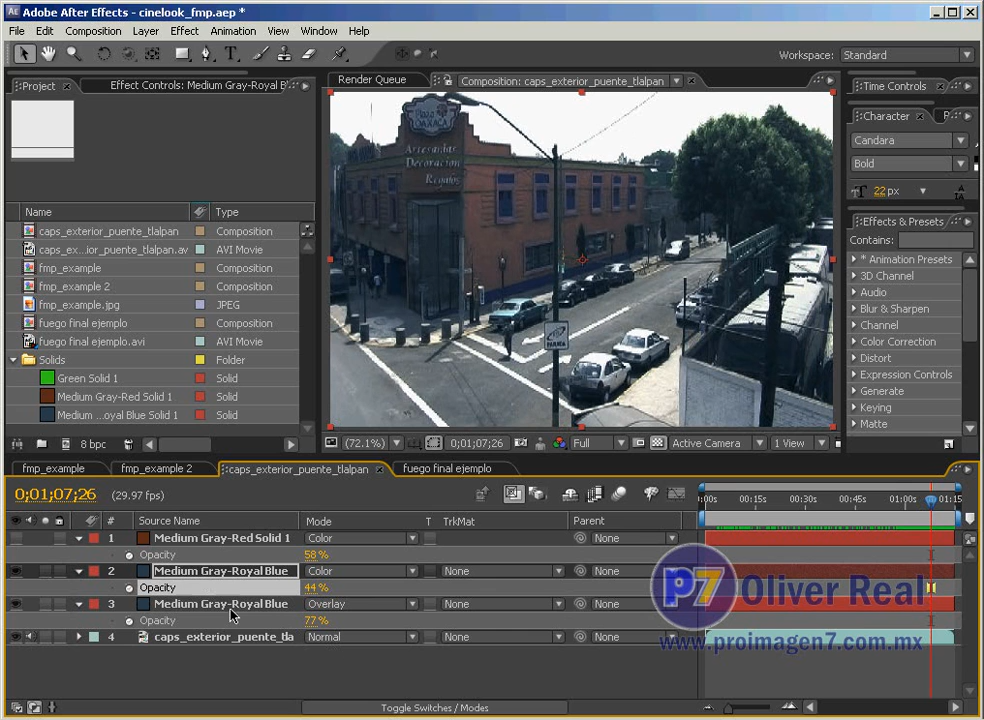 Adobe After Effects - cinelook_fmp.aep *
File Edit Composition Layer Effect Animation View Window Help
Workspace: Standard
Project Effect Controls: Medium Gray-Royal B
Render Queue Composition: caps_exterior_puente_tlalpan
Time Controls
Character
Candara
Bold
22 px
Effects & Presets
Contains:
* Animation Presets
3D Channel
Audio
Blur & Sharpen
Channel
Color Correction
Distort
Expression Controls
Generate
Keying
Matte
Name Type
caps_exterior_puente_tlalpan Composition
caps_ex...ior_puente_tlalpan.av AVI Movie
fmp_example Composition
fmp_example 2 Composition
fmp_example.jpg JPEG
fuego final ejemplo Composition
fuego final ejemplo.avi AVI Movie
Solids Folder
Green Solid 1 Solid
Medium Gray-Red Solid 1 Solid
Medium ...oyal Blue Solid 1 Solid
8 bpc
Plaza
OAXACA
Artesanias
Decoracion
Regalos
PARADA
(72.1%) 0;01;07;26 Full Active Camera 1 View
fmp_example fmp_example 2 caps_exterior_puente_tlalpan fuego final ejemplo
0;01;07;26 (29.97 fps)
:00s 00:15s 00:30s 00:45s 01:00s 01:15
# Source Name Mode T TrkMat Parent
1 Medium Gray-Red Solid 1 Color None
Opacity 58 %
2 Medium Gray-Royal Blue Color None None
Opacity 44 %
3 Medium Gray-Royal Blue Overlay None None
Opacity 77 %
4 caps_exterior_puente_tla Normal None None
P7 Oliver Real
www.proimagen7.com.mx
Toggle Switches / Modes